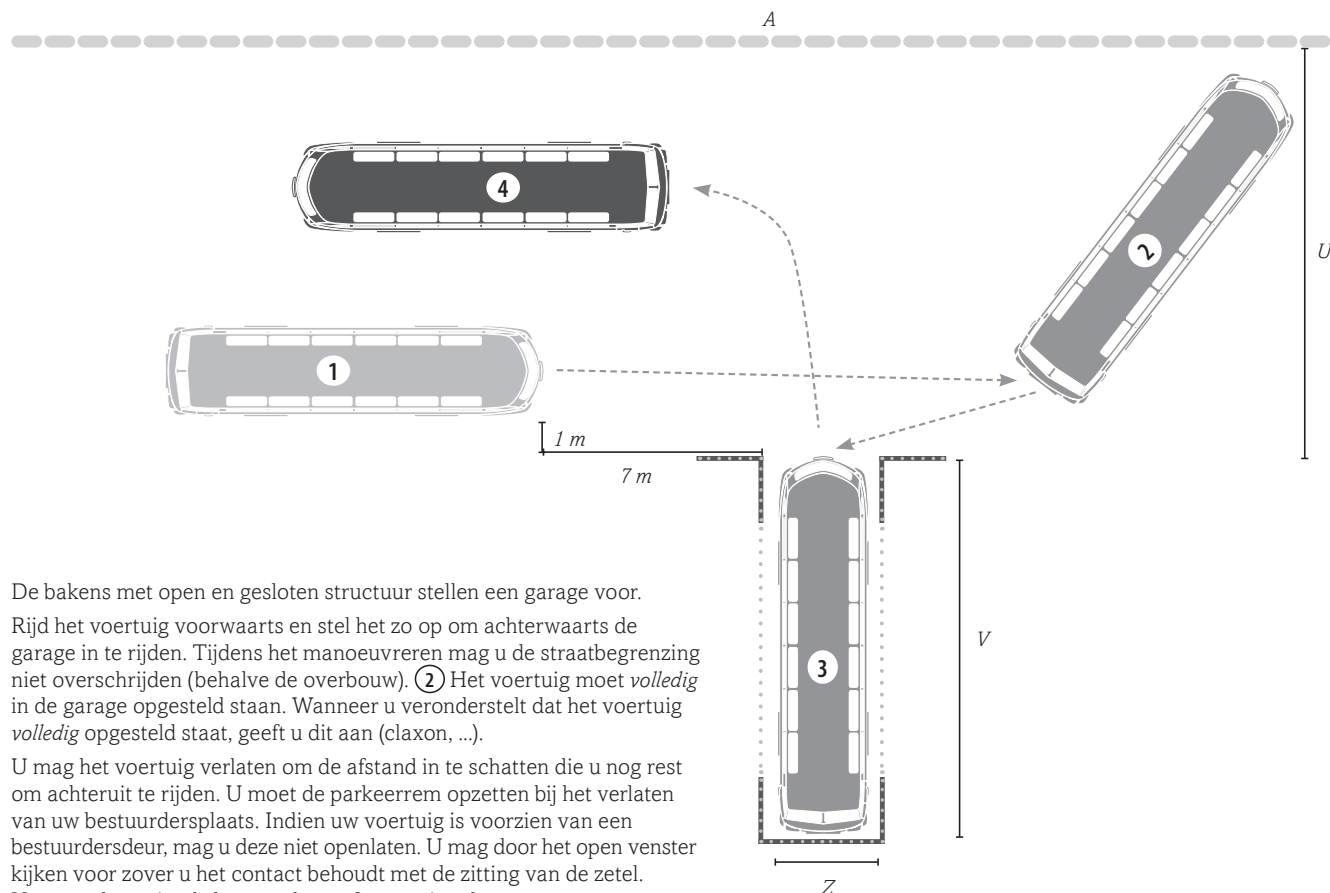 A
4
2
U
1
1 m
7 m
De bakens met open en gesloten structuur stellen een garage voor.
Rijd het voertuig voorwaarts en stel het zo op om achterwaarts de
garage in te rijden. Tijdens het manoeuvreren mag u de straatbegrenzing
niet overschrijden (behalve de overbouw). 2 Het voertuig moet volledig
in de garage opgesteld staan. Wanneer u veronderstelt dat het voertuig
volledig opgesteld staat, geeft u dit aan (claxon, ...).
V
3
U mag het voertuig verlaten om de afstand in te schatten die u nog rest
om achteruit te rijden. U moet de parkeerrem opzetten bij het verlaten
van uw bestuurdersplaats. Indien uw voertuig is voorzien van een
bestuurdersdeur, mag u deze niet openlaten. U mag door het open venster
kijken voor zover u het contact behoudt met de zitting van de zetel.
Z